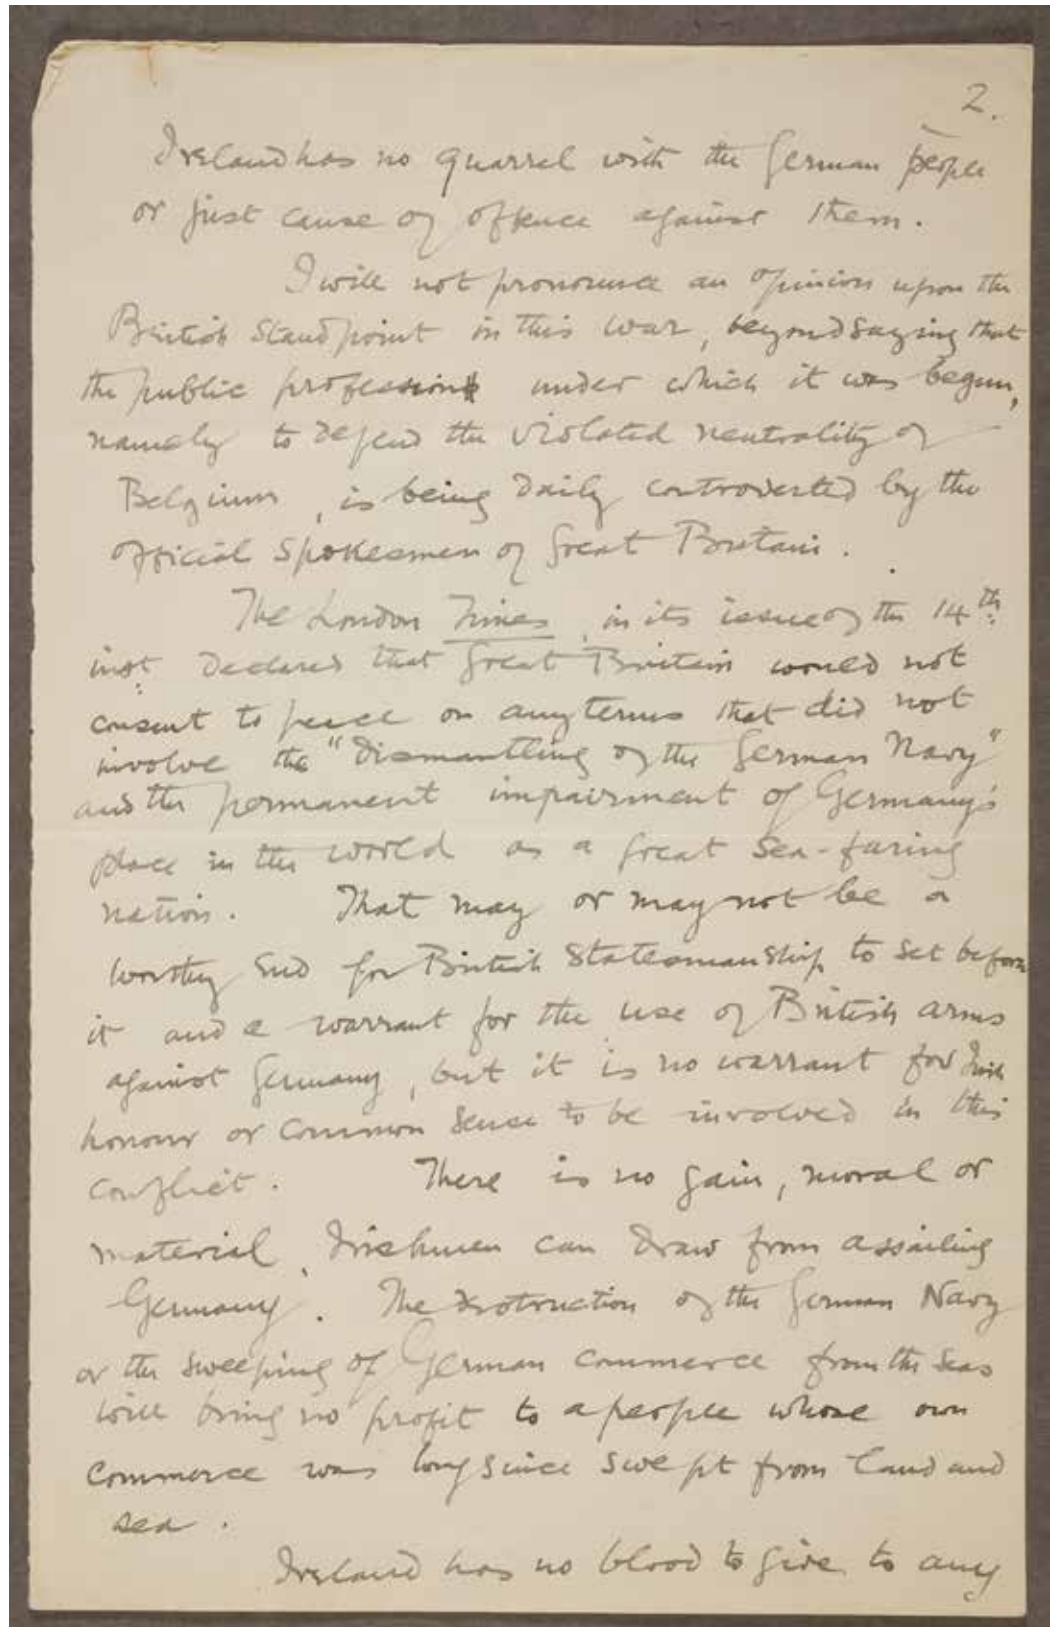 2.
Ireland has no quarrel with the German people
or just cause of offence against them.
I will not pronounce an opinion upon the
British Standpoint in this war, beyond saying that
the public profession under which it was begun,
namely to defend the violated neutrality of
Belgium, is being daily controverted by the
official Spokesmen of Great Britain.
The London Times, in its issue of the 14th
inst declared that Great Britain would not
consent to peace on any terms that did not
involve the "dismantling of the German Navy"
and the permanent impairment of Germany's
place in the world as a great Sea-faring
nation. That may or may not be a
worthy end for British Statesmanship to set before
it and a warrant for the use of British arms
against Germany, but it is no warrant for Irish
honour or Common Sense to be involved in this
conflict. There is no gain, moral or
material, Irishmen can draw from assailing
Germany. The destruction of the German Navy
or the sweeping of German Commerce from the Seas
will bring no profit to a people whose own
Commerce was long since swept from land and
sea.
Ireland has no blood to give to any